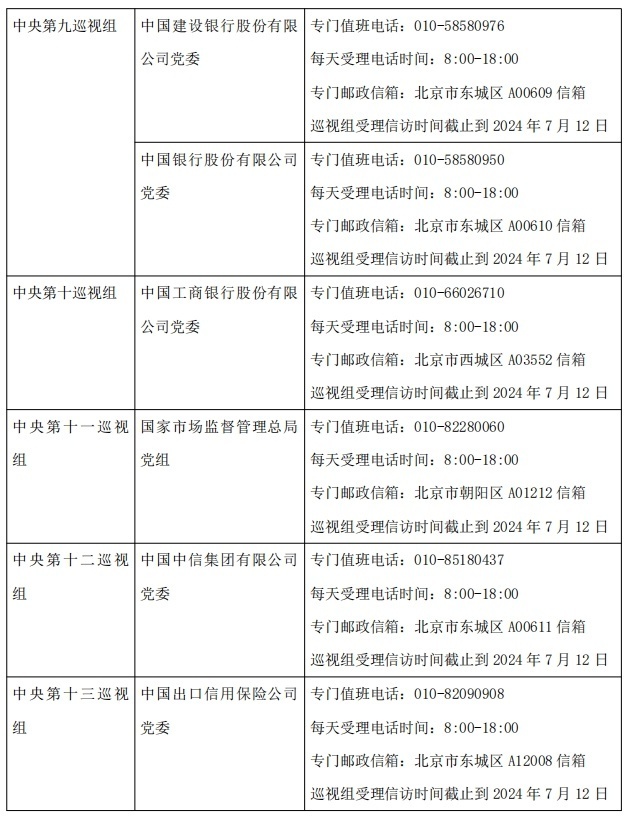 中央第九巡视组
中国建设银行股份有限
公司党委
专门值班电话：010-58580976
每天受理电话时间：8:00-18:00
专门邮政信箱：北京市东城区 A00609 信箱
巡视组受理信访时间截止到 2024 年 7 月 12 日
中国银行股份有限公司
党委
专门值班电话：010-58580950
每天受理电话时间：8:00-18:00
专门邮政信箱：北京市东城区 A00610 信箱
巡视组受理信访时间截止到 2024 年 7 月 12 日
中央第十巡视组
中国工商银行股份有限
公司党委
专门值班电话：010-66026710
每天受理电话时间：8:00-18:00
专门邮政信箱：北京市西城区 A03552 信箱
巡视组受理信访时间截止到 2024 年 7 月 12 日
中央第十一巡视
组
国家市场监督管理总局
党组
专门值班电话：010-82280060
每天受理电话时间：8:00-18:00
专门邮政信箱：北京市朝阳区 A01212 信箱
巡视组受理信访时间截止到 2024 年 7 月 12 日
中央第十二巡视
组
中国中信集团有限公司
党委
专门值班电话：010-85180437
每天受理电话时间：8:00-18:00
专门邮政信箱：北京市东城区 A00611 信箱
巡视组受理信访时间截止到 2024 年 7 月 12 日
中央第十三巡视
组
中国出口信用保险公司
党委
专门值班电话：010-82090908
每天受理电话时间：8:00-18:00
专门邮政信箱：北京市东城区 A12008 信箱
巡视组受理信访时间截止到 2024 年 7 月 12 日